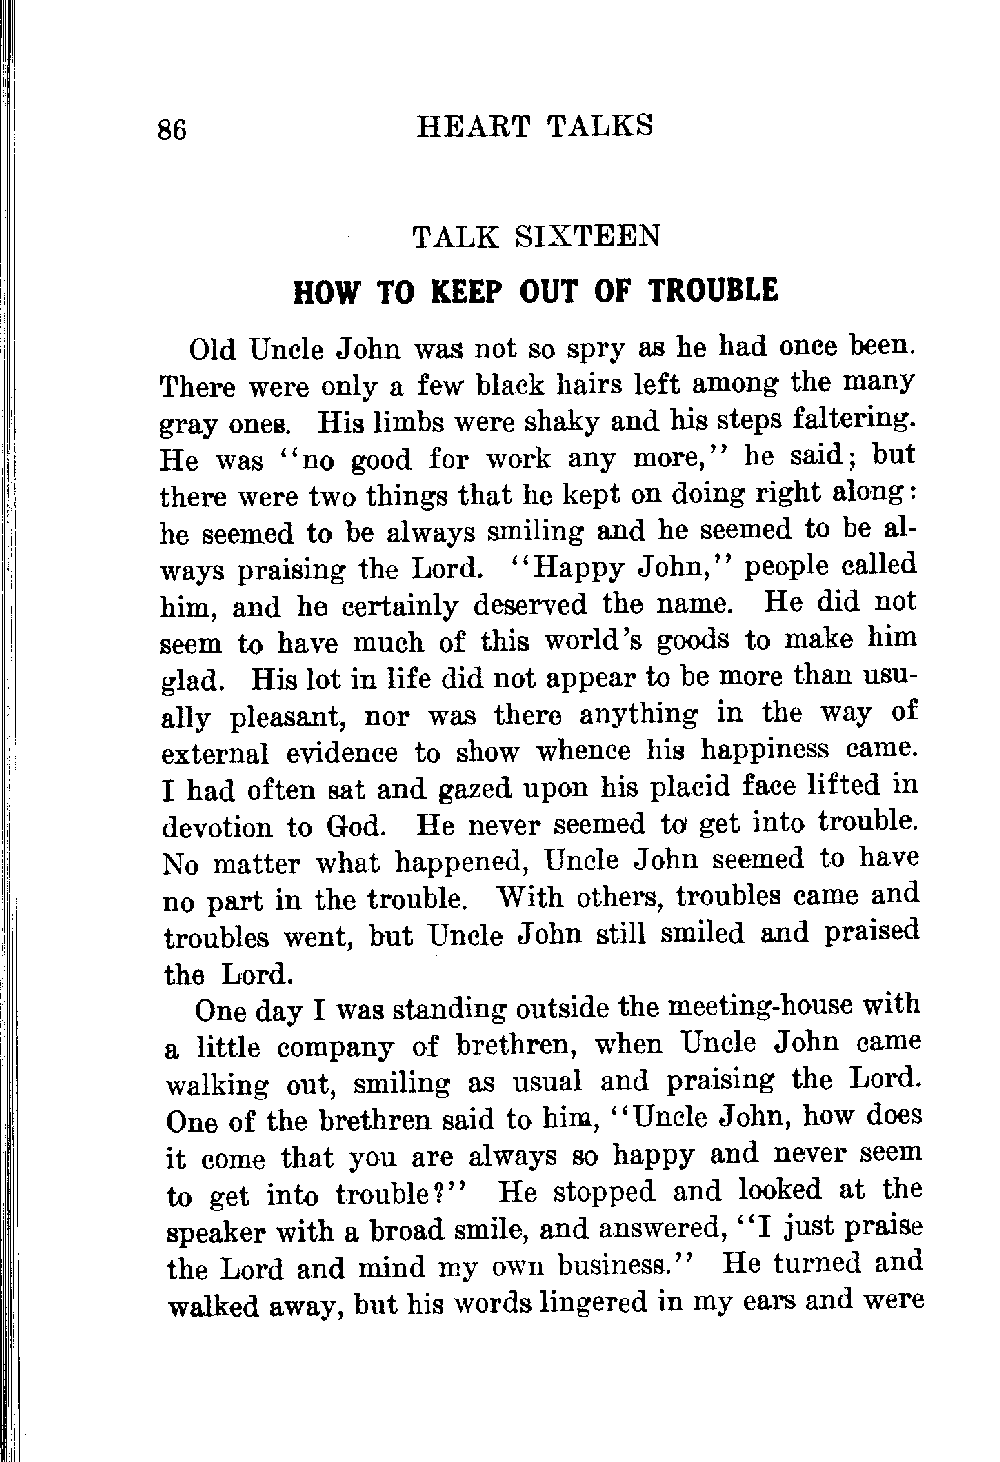 86 HEART TALKS
TALK SIXTEEN
HOW TO KEEP OUT OF TROUBLE
Old Uncle John was not so spry as he had once been.
There were only a few black hairs left among the many
gray ones. His limbs were shaky and his steps faltering.
He was "no good for work any more," he said; but
there were two things that he kept on doing right along:
he seemed to be always smiling and he seemed to be al-
ways praising the Lord. "Happy John," people called
him, and he certainly deserved the name. He did not
seem to have much of this world's goods to make him
glad. His lot in life did not appear to be more than usu-
ally pleasant, nor was there anything in the way of
external evidence to show whence his happiness came.
I had often sat and gazed upon his placid face lifted in
devotion to God. He never seemed to get into trouble.
No matter what happened, Uncle John seemed to have
no part in the trouble. With others, troubles came and
troubles went, but Uncle John still smiled and praised
the Lord.
One day I was standing outside the meeting-house with
a little company of brethren, when Uncle John came
walking out, smiling as usual and praising the Lord.
One of the brethren said to him, "Uncle John, how does
it come that you are always so happy and never seem
to get into trouble?" He stopped and looked at the
speaker with a broad smile, and answered, "I just praise
the Lord and mind my own business." He turned and
walked away, but his words lingered in my ears and were